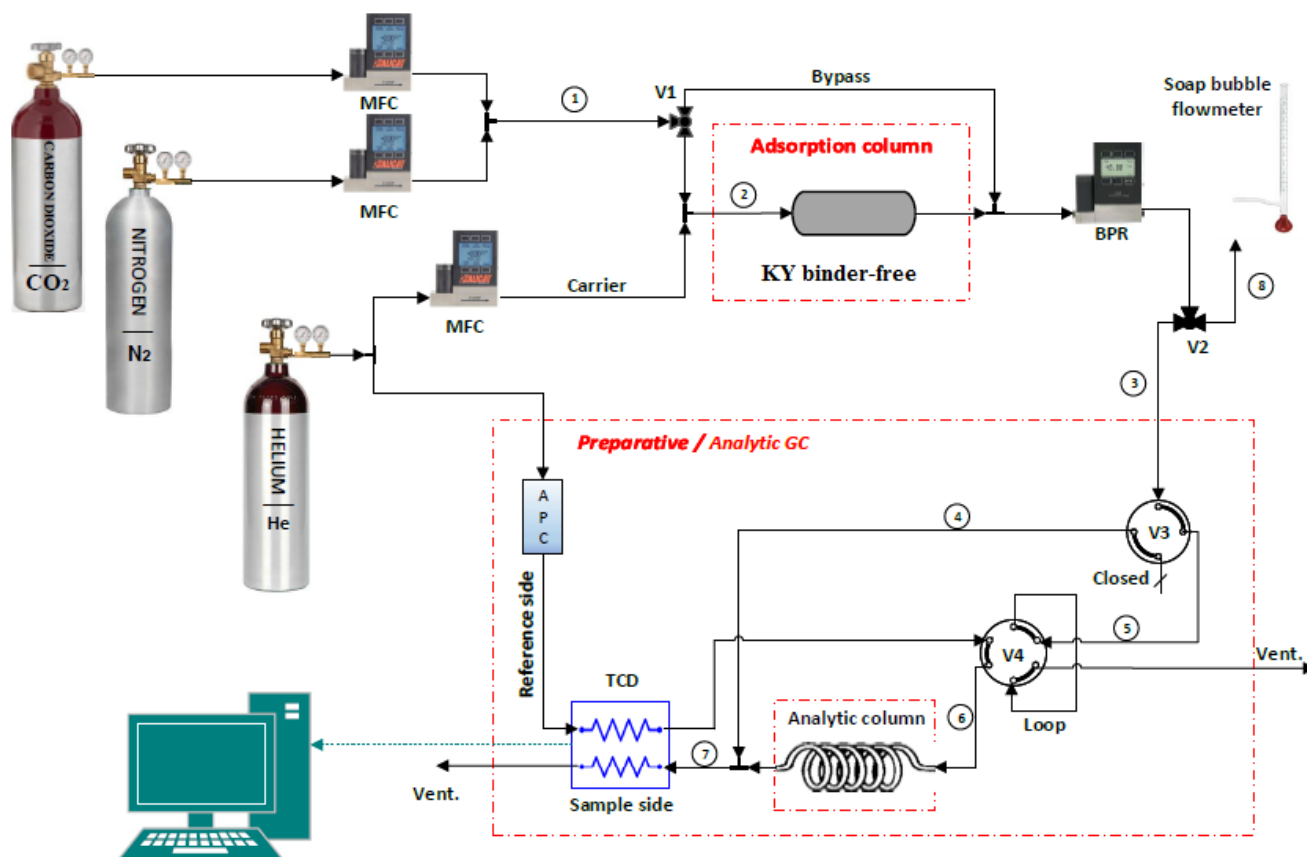 CARBON DIOXIDE
CO2
MFC
1
V1
Bypass
Soap bubble
flowmeter
NITROGEN
N2
MFC
Adsorption column
2
KY binder-free
BPR
MFC
Carrier
8
V2
3
HELIUM
He
Preparative / Analytic GC
A
P
C
4
V3
Closed
Reference side
5
V4
Vent.
TCD
Loop
Analytic column
6
7
Vent.
Sample side